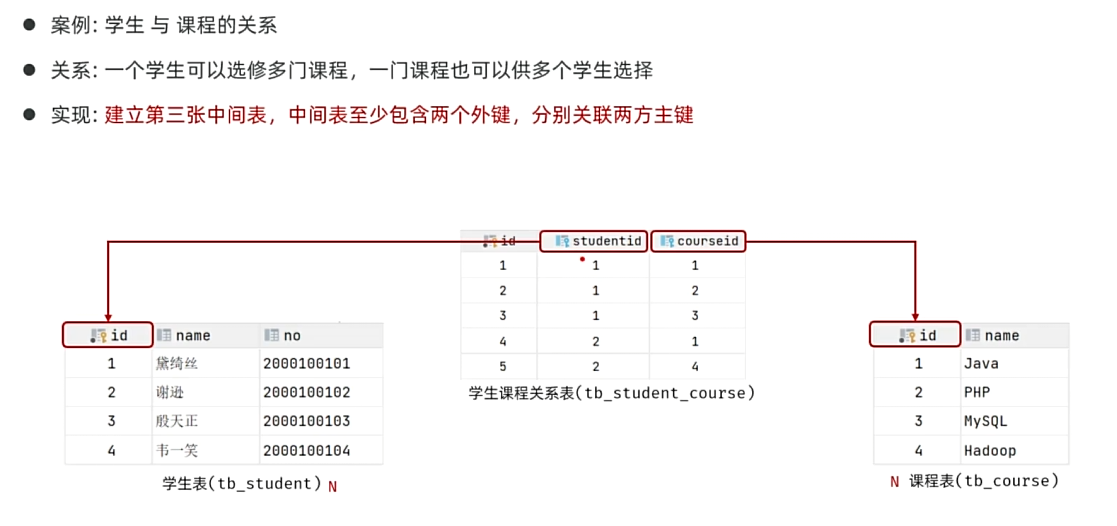 ● 案例: 学生 与 课程的关系
● 关系: 一个学生可以选修多门课程，一门课程也可以供多个学生选择
● 实现: 建立第三张中间表，中间表至少包含两个外键，分别关联两方主键
id studentid courseid
1 1 1
2 1 2
3 1 3
4 2 1
5 2 4
学生课程关系表(tb_student_course)
id name no
1 黛绮丝 2000100101
2 谢逊 2000100102
3 殷天正 2000100103
4 韦一笑 2000100104
学生表(tb_student) N
id name
1 Java
2 PHP
3 MySQL
4 Hadoop
N 课程表(tb_course)